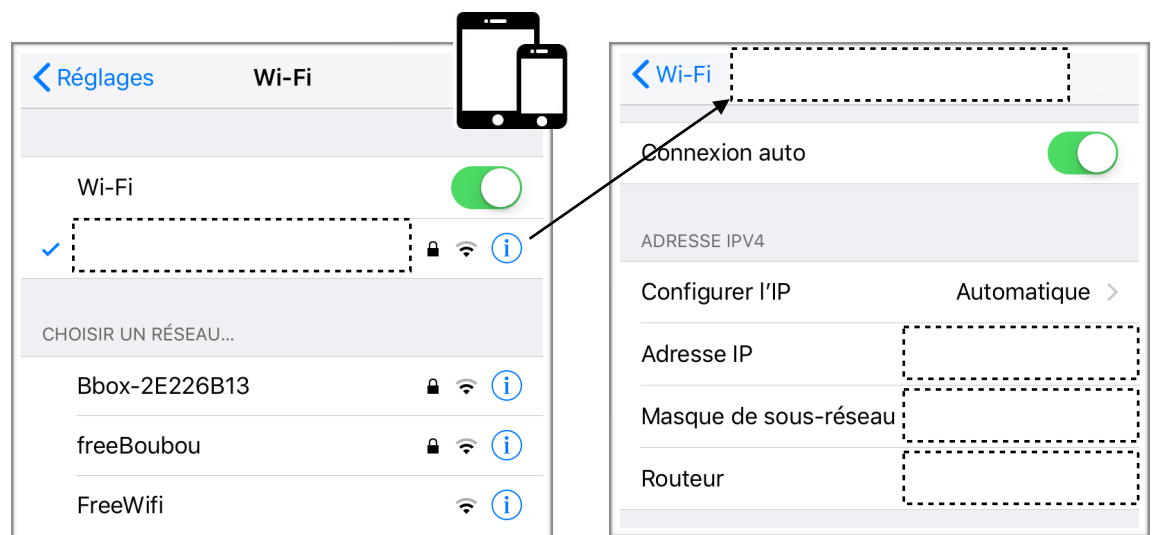 Réglages
Wi-Fi
Wi-Fi
CHOISIR UN RÉSEAU...
Bbox-2E226B13
freeBoubou
FreeWifi
Wi-Fi
Connexion auto
ADRESSE IPV4
Configurer l'IP Automatique
Adresse IP
Masque de sous-réseau
Routeur